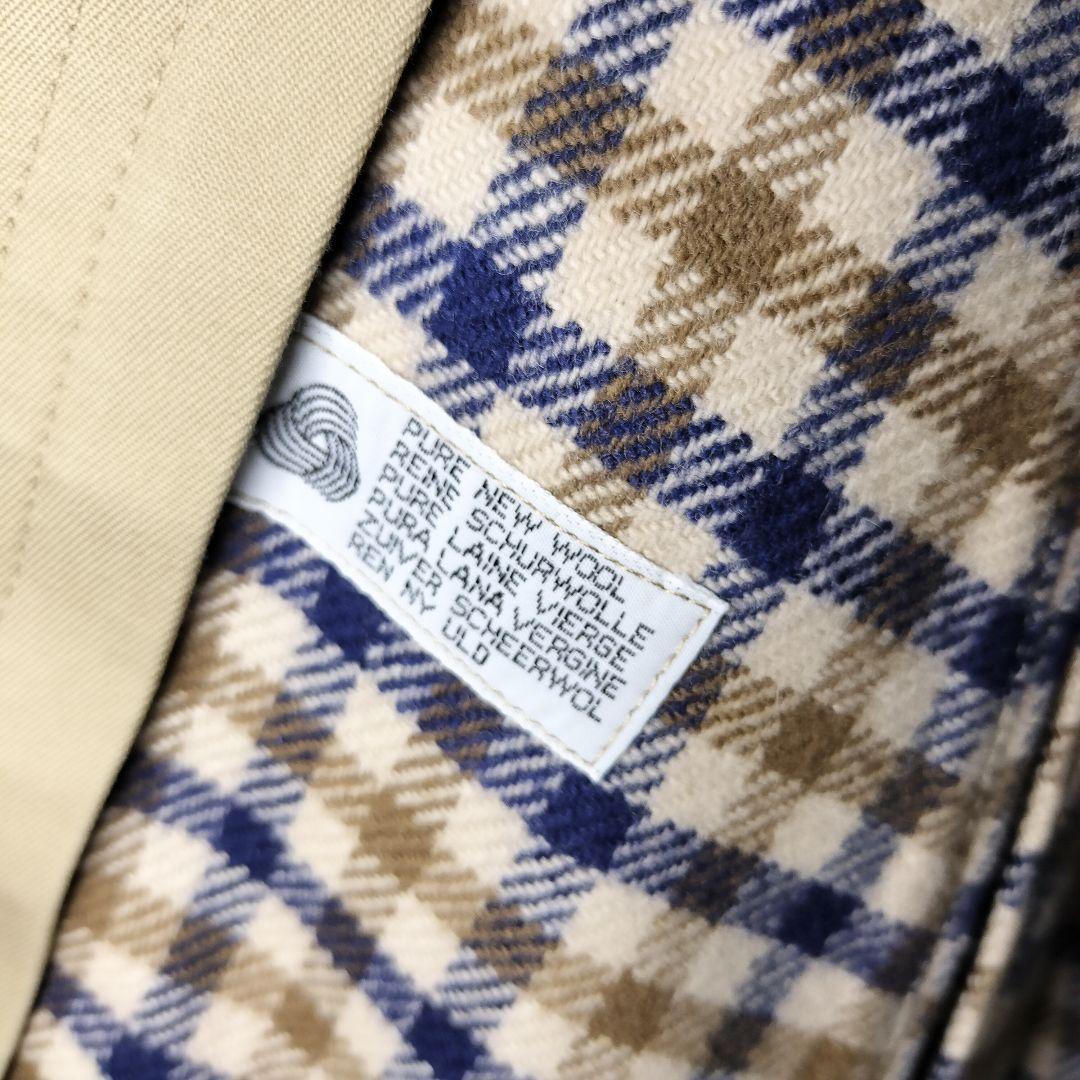 PURE NEW WOOL
REINE SCHURWOLLE
PURE LAINE VIERGE
PURA LANA VERGINE
ZUIVER SCHEERWOL
REN NY ULD